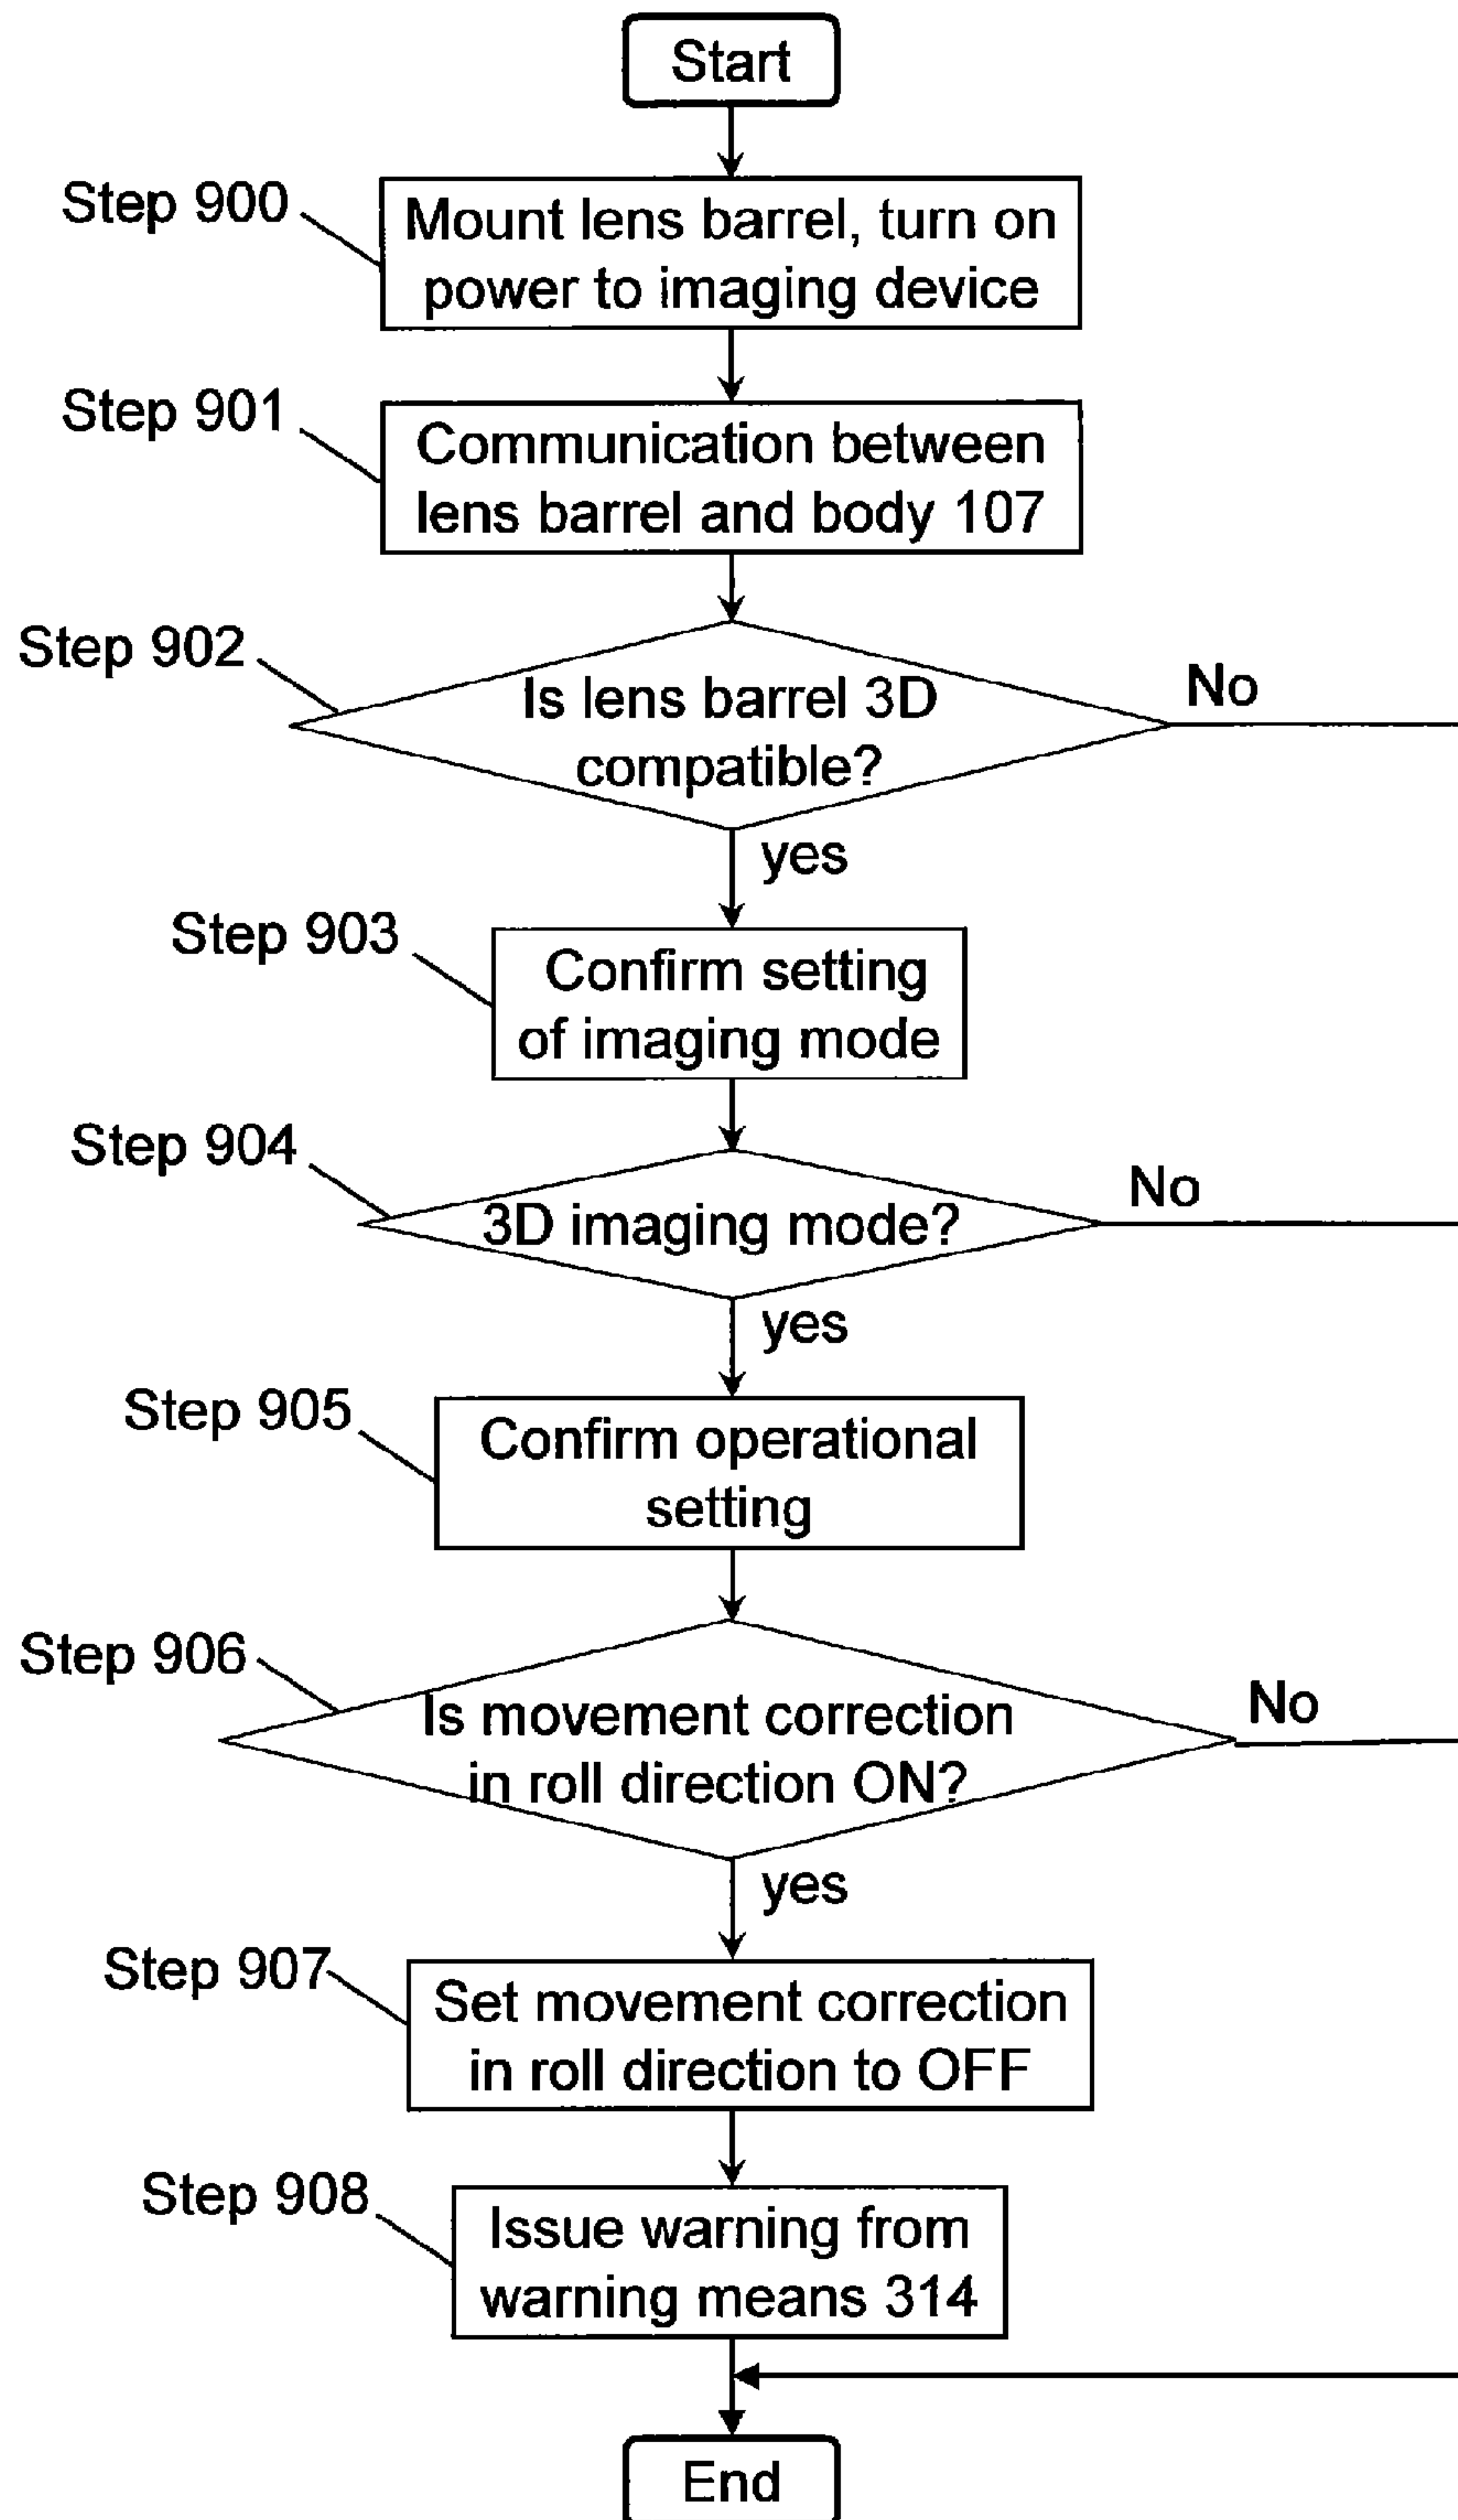 Start
Step 900
Mount lens barrel, turn on
power to imaging device
Step 901
Communication between
lens barrel and body 107
Step 902
Is lens barrel 3D
compatible?
No
yes
Step 903
Confirm setting
of imaging mode
Step 904
3D imaging mode?
No
yes
Step 905
Confirm operational
setting
Step 906
Is movement correction
in roll direction ON?
No
yes
Step 907
Set movement correction
in roll direction to OFF
Step 908
Issue warning from
warning means 314
End